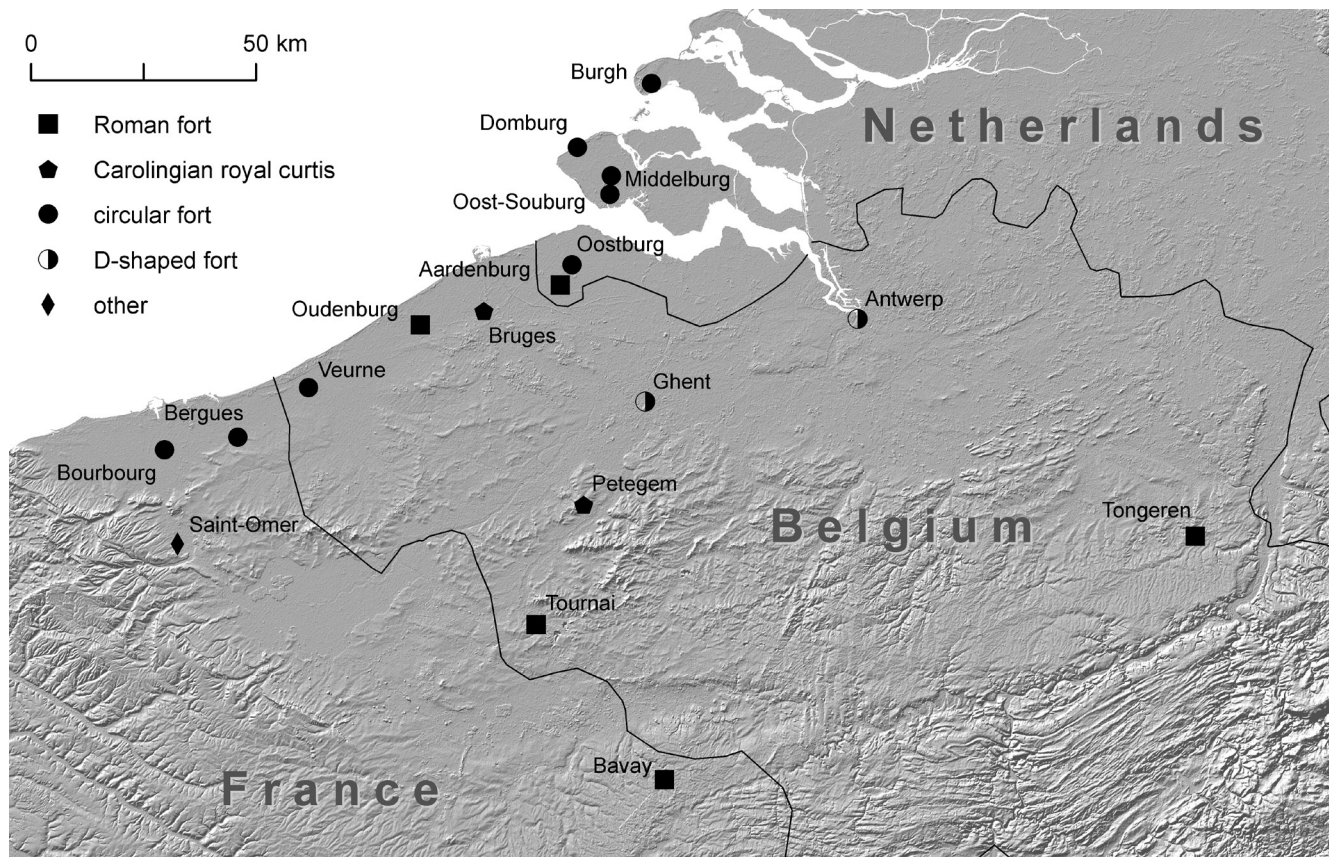 0
50 km
Roman fort
Carolingian royal curtis
circular fort
D-shaped fort
other
Burgh
Netherlands
Domburg
Middelburg
Oost-Souburg
Oostburg
Aardenburg
Antwerp
Oudenburg
Bruges
Veurne
Ghent
Bergues
Bourbourg
Petegem
Tongeren
Saint-Omer
Belgium
Tournai
Bavay
France